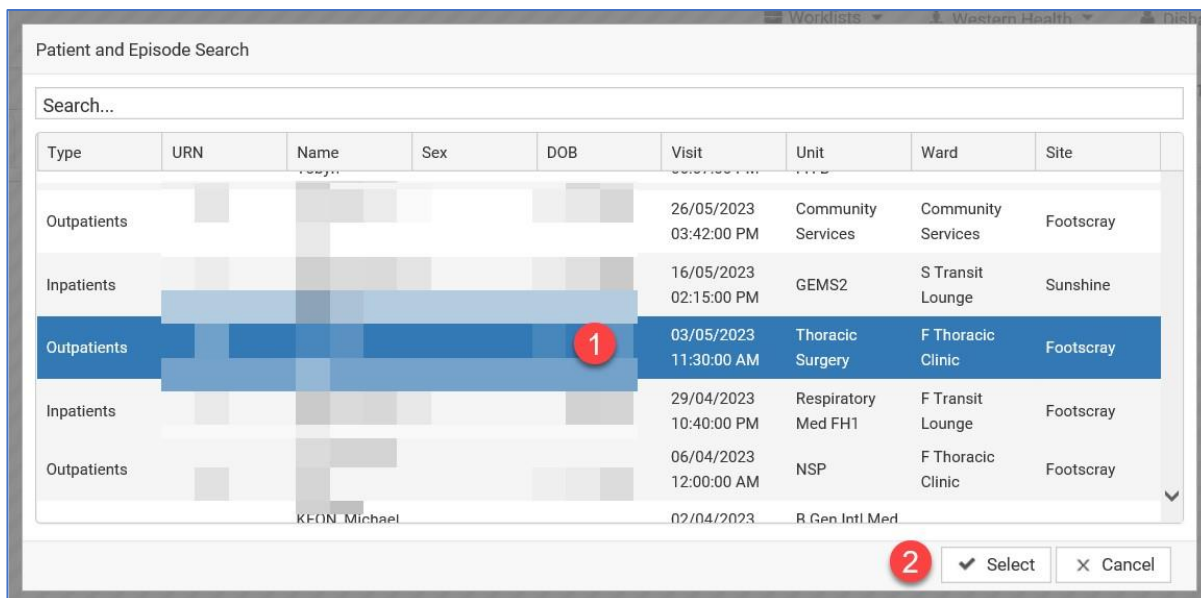 Worklists Western Health
Patient and Episode Search
Search...
Type URN Name Sex DOB Visit Unit Ward Site
Outpatients 26/05/2023 Community Community Footscray
03:42:00 PM Services Services
Inpatients 16/05/2023 GEMS2 S Transit Sunshine
02:15:00 PM Lounge
Outpatients 1 03/05/2023 Thoracic F Thoracic Footscray
11:30:00 AM Surgery Clinic
Inpatients 29/04/2023 Respiratory F Transit Footscray
10:40:00 PM Med FH1 Lounge
Outpatients 06/04/2023 NSP F Thoracic Footscray
12:00:00 AM Clinic
Michael 02/04/2023 Gen Intl Med
2 Select Cancel